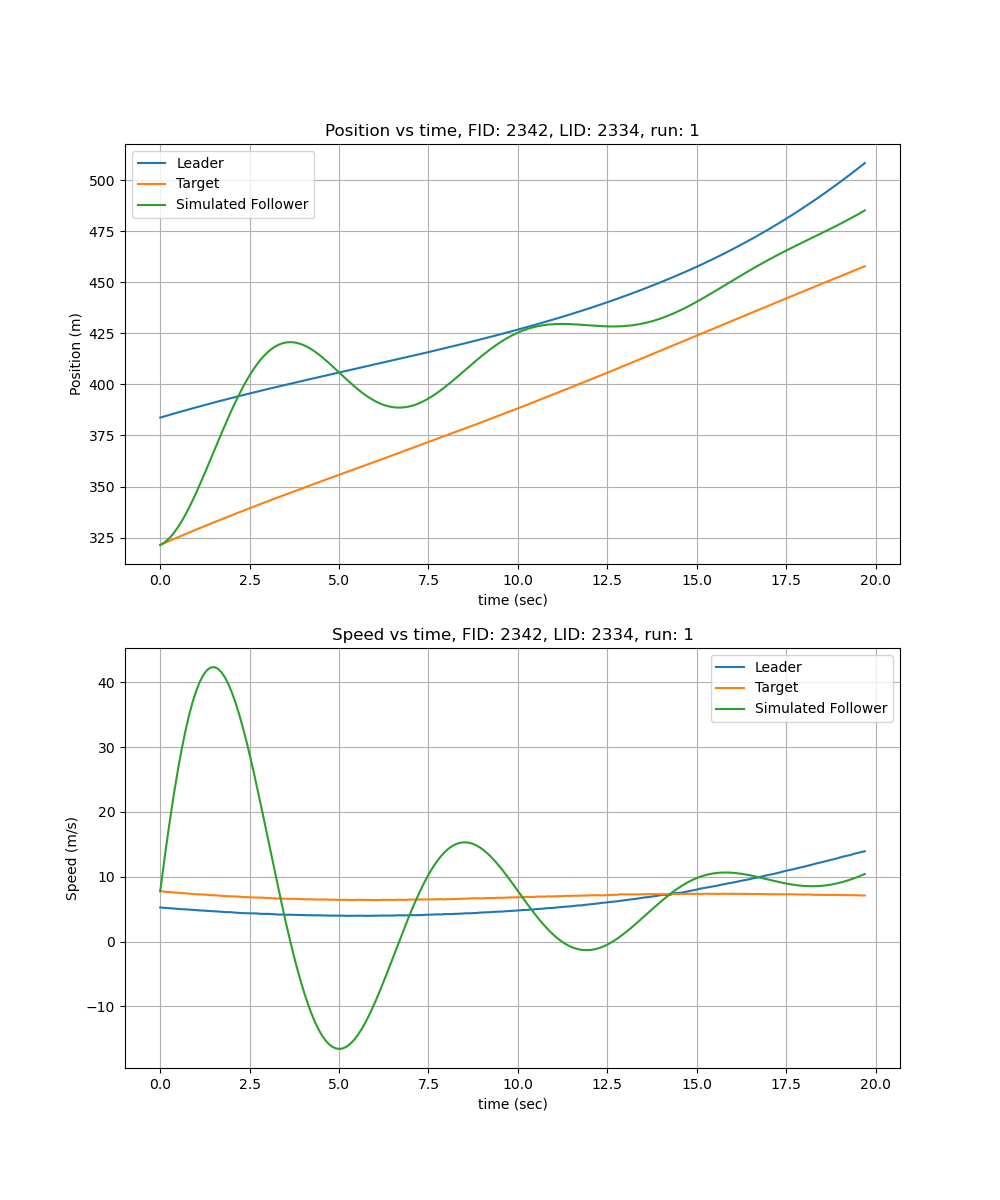 Position vs time, FID: 2342, LID: 2334, run: 1
Leader
Target
Simulated Follower
500
475
450
425
400
375
350
325
Position (m)
0.0 2.5 5.0 7.5 10.0 12.5 15.0 17.5 20.0
time (sec)
Speed vs time, FID: 2342, LID: 2334, run: 1
Leader
Target
Simulated Follower
40
30
20
10
0
−10
Speed (m/s)
0.0 2.5 5.0 7.5 10.0 12.5 15.0 17.5 20.0
time (sec)